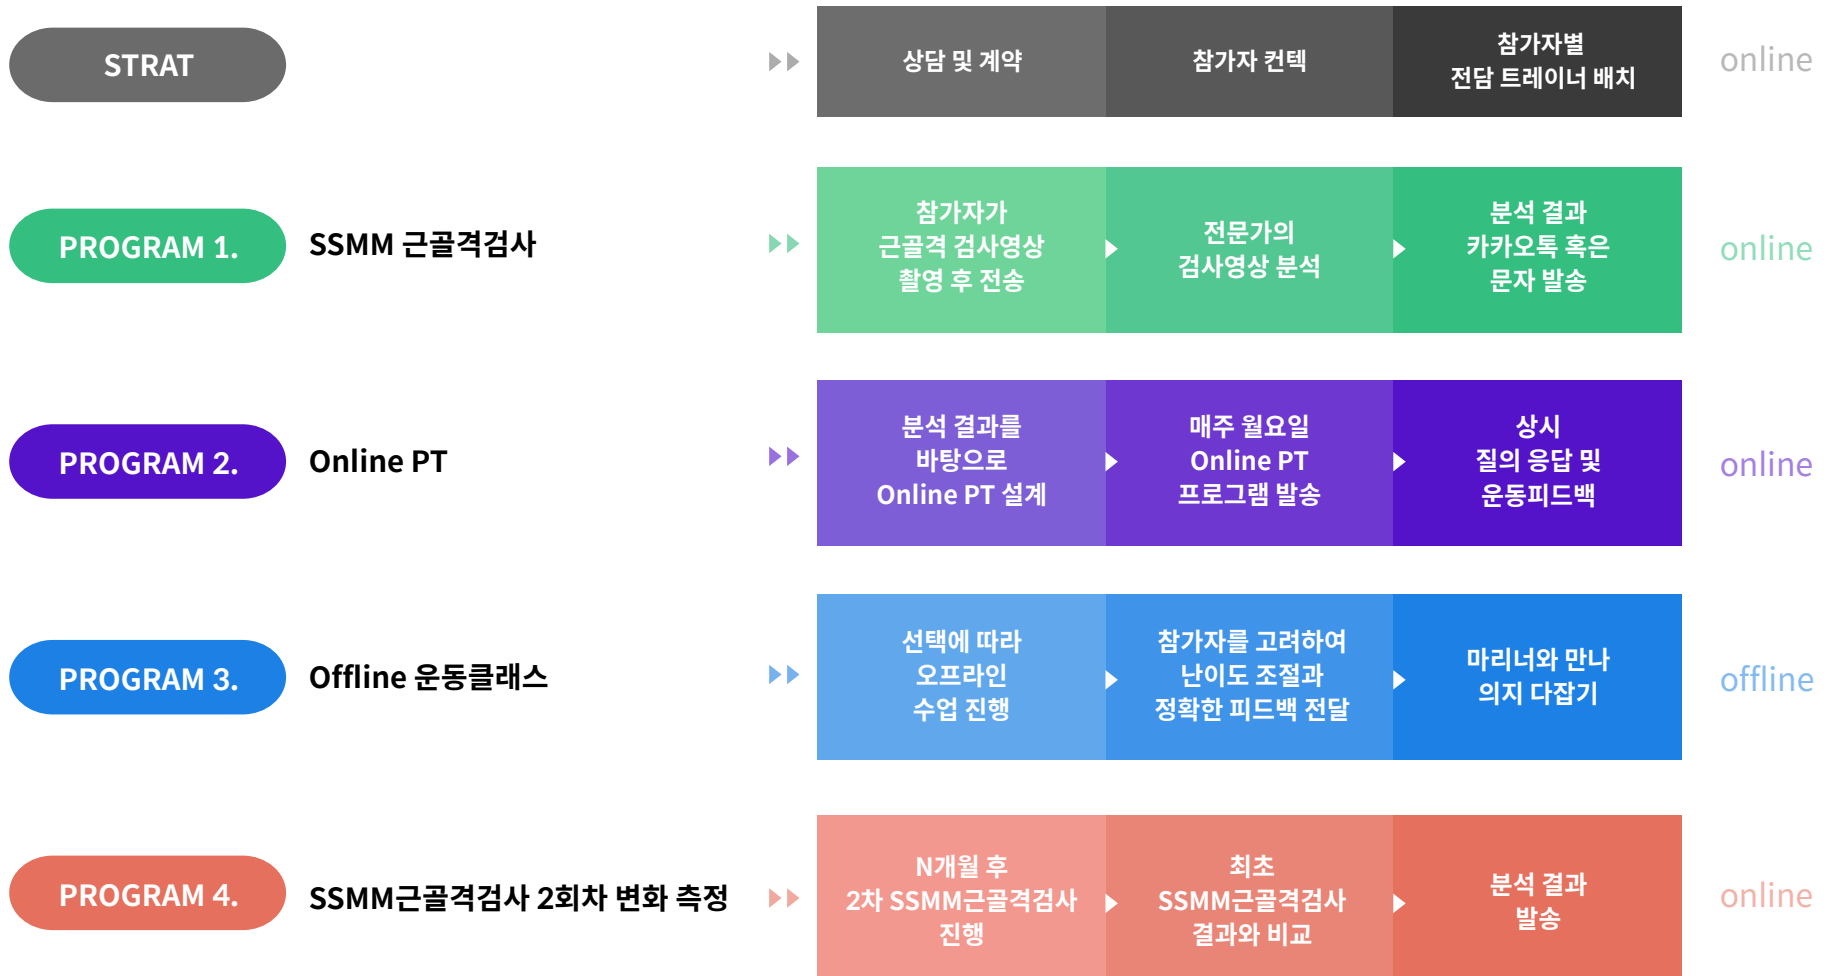 STRAT
상담 및 계약
참가자 컨텍
참가자별
전담 트레이너 배치
online
PROGRAM 1.
SSMM 근골격검사
참가자가
근골격 검사영상
촬영 후 전송
전문가의
검사영상 분석
분석 결과
카카오톡 혹은
문자 발송
online
PROGRAM 2.
Online PT
분석 결과를
바탕으로
Online PT 설계
매주 월요일
Online PT
프로그램 발송
상시
질의 응답 및
운동피드백
online
PROGRAM 3.
Offline 운동클래스
선택에 따라
오프라인
수업 진행
참가자를 고려하여
난이도 조절과
정확한 피드백 전달
마리너와 만나
의지 다잡기
offline
PROGRAM 4.
SSMM근골격검사 2회차 변화 측정
N개월 후
2차 SSMM근골격검사
진행
최초
SSMM근골격검사
결과와 비교
분석 결과
발송
online